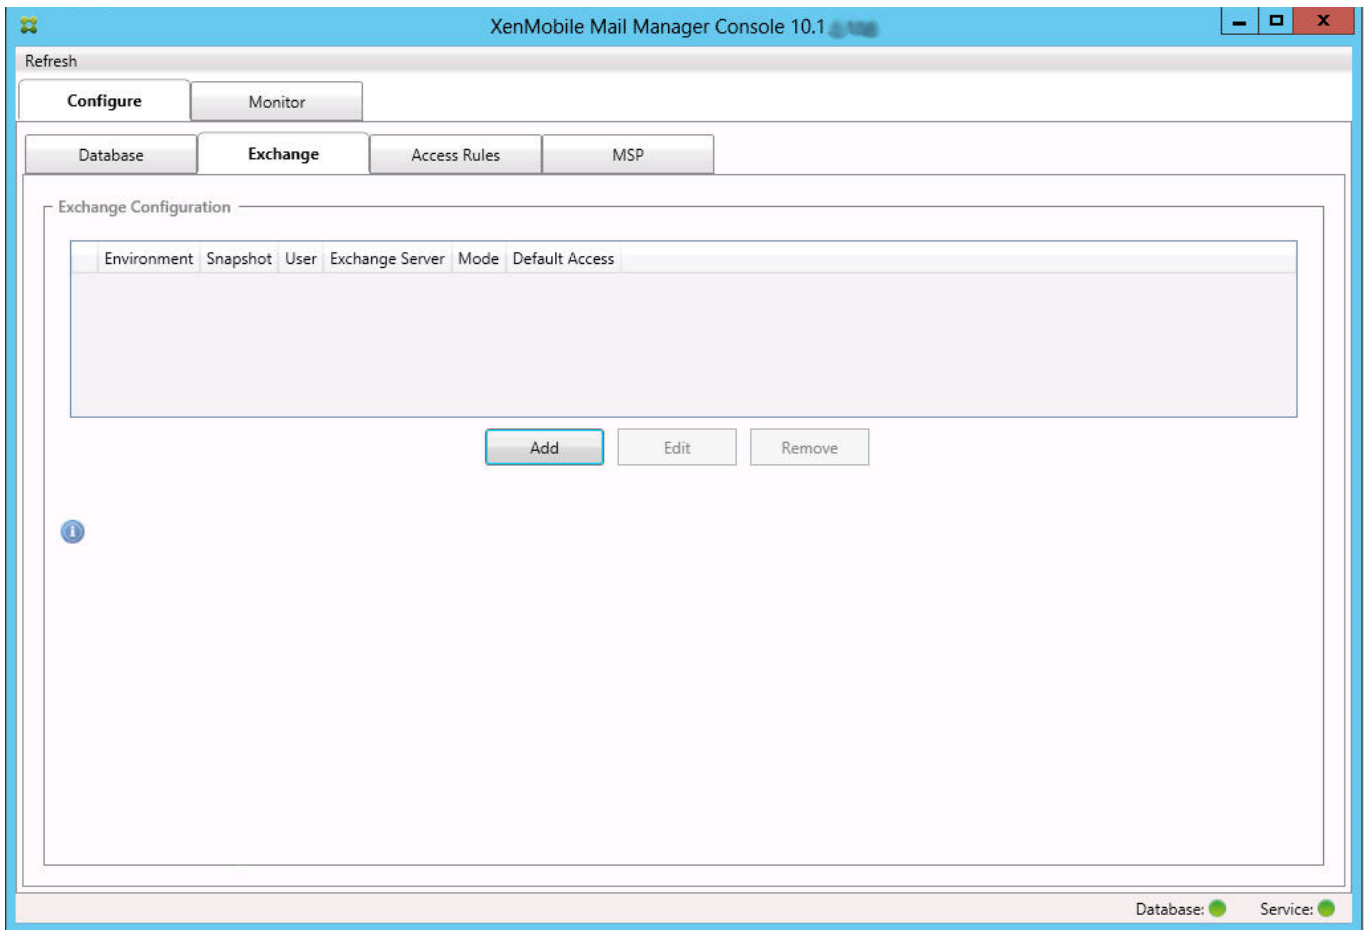 XenMobile Mail Manager Console 10.1
Refresh
Configure Monitor
Database Exchange Access Rules MSP
Exchange Configuration
Environment Snapshot User Exchange Server Mode Default Access
Add Edit Remove
Database: Service: